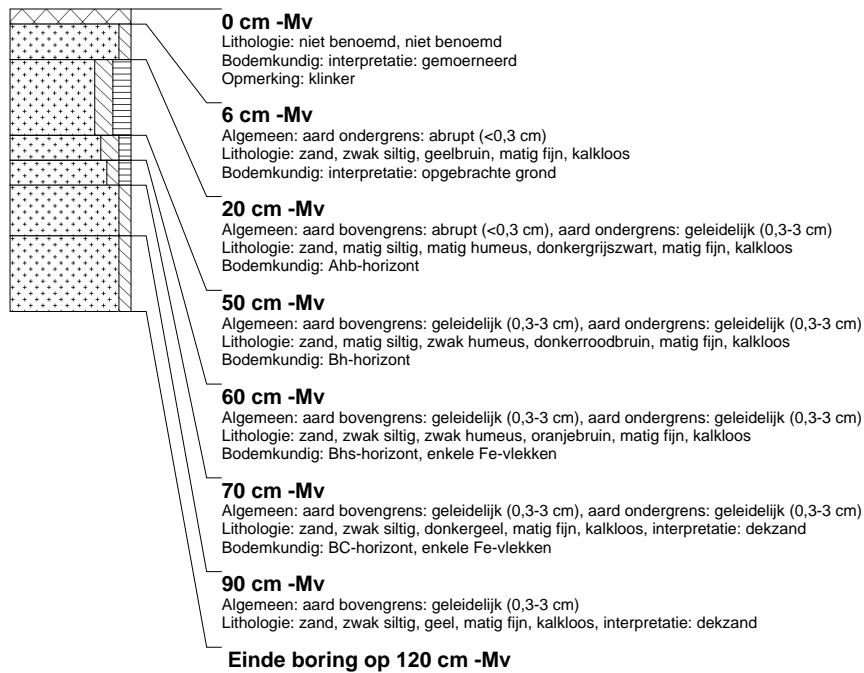 0 cm -Mv
Lithologie: niet benoemd, niet benoemd
Bodemkundig: interpretatie: gemoerneerd
Opmerking: klinker
6 cm -Mv
Algemeen: aard ondergrens: abrupt (<0,3 cm)
Lithologie: zand, zwak siltig, geelbruin, matig fijn, kalkloos
Bodemkundig: interpretatie: opgebrachte grond
20 cm -Mv
Algemeen: aard bovengrens: abrupt (<0,3 cm), aard ondergrens: geleidelijk (0,3-3 cm)
Lithologie: zand, matig siltig, matig humeus, donkergrijszwart, matig fijn, kalkloos
Bodemkundig: Ahb-horizont
50 cm -Mv
Algemeen: aard bovengrens: geleidelijk (0,3-3 cm), aard ondergrens: geleidelijk (0,3-3 cm)
Lithologie: zand, matig siltig, zwak humeus, donkerroodbruin, matig fijn, kalkloos
Bodemkundig: Bh-horizont
60 cm -Mv
Algemeen: aard bovengrens: geleidelijk (0,3-3 cm), aard ondergrens: geleidelijk (0,3-3 cm)
Lithologie: zand, zwak siltig, zwak humeus, oranjebruin, matig fijn, kalkloos
Bodemkundig: Bhs-horizont, enkele Fe-vlekken
70 cm -Mv
Algemeen: aard bovengrens: geleidelijk (0,3-3 cm), aard ondergrens: geleidelijk (0,3-3 cm)
Lithologie: zand, zwak siltig, donkergeel, matig fijn, kalkloos, interpretatie: dekzand
Bodemkundig: BC-horizont, enkele Fe-vlekken
90 cm -Mv
Algemeen: aard bovengrens: geleidelijk (0,3-3 cm)
Lithologie: zand, zwak siltig, geel, matig fijn, kalkloos, interpretatie: dekzand
Einde boring op 120 cm -Mv